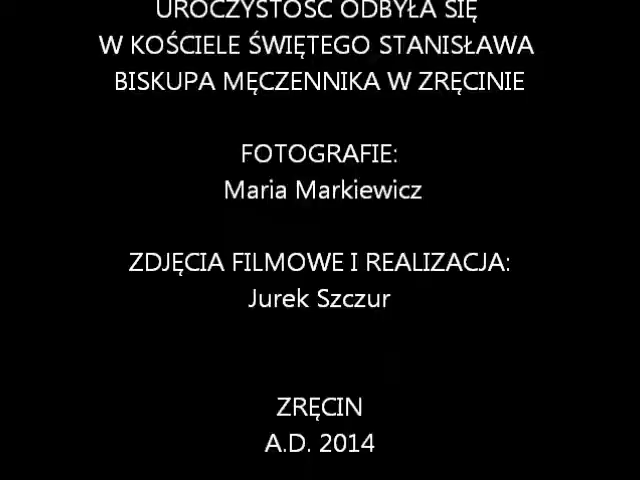 UROCZYSTOŚĆ ODBYŁA SIĘ
W KOŚCIELE ŚWIĘTEGO STANISŁAWA
BISKUPA MĘCZENNIKA W ZRĘCINIE
FOTOGRAFIE:
Maria Markiewicz
ZDJĘCIA FILMOWE I REALIZACJA:
Jurek Szczur
ZRĘCIN
A.D. 2014